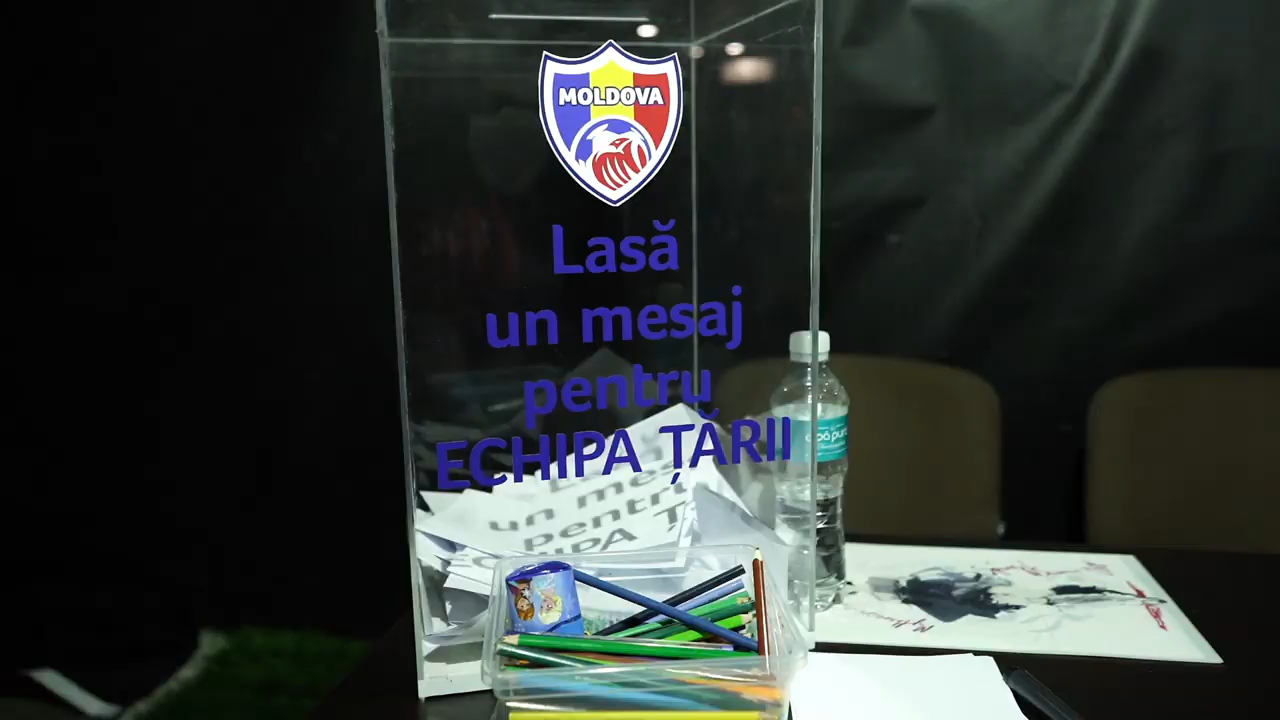 MOLDOVA
Lasă
un mesaj
pentru
ECHIPA ȚĂRII